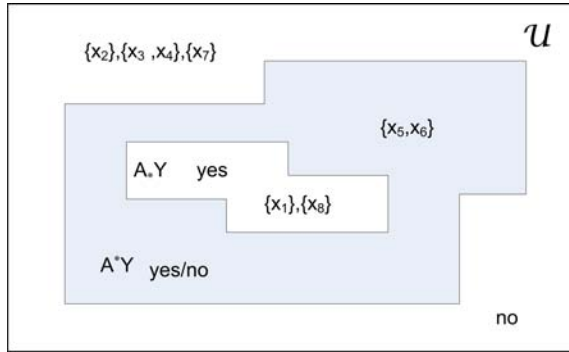 𝒰
{x₂},{x₃ ,x₄},{x₇}
{x₅,x₆}
A*Y yes
{x₁},{x₈}
A*Y yes/no
no